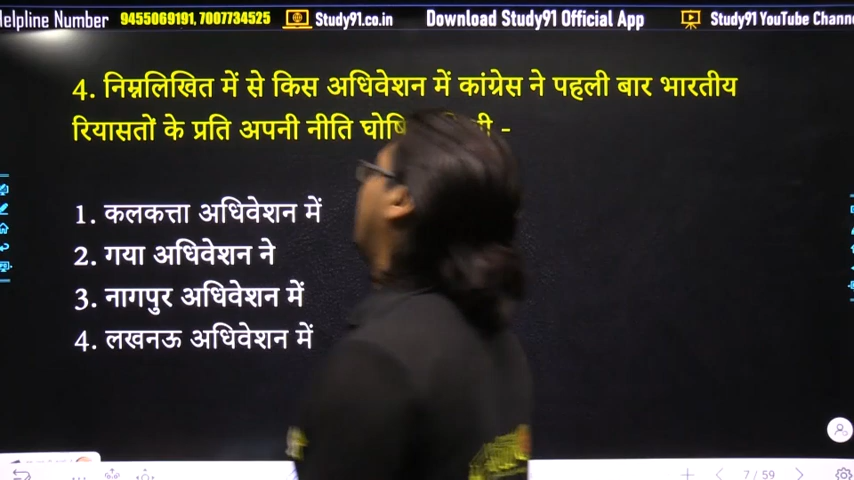 elpline Number 9455069191, 7007734525 Study91.co.in Download Study91 Official App Study91 YouTube Chann
4. निम्नलिखित में से किस अधिवेशन में कांग्रेस ने पहली बार भारतीय
रियासतों के प्रति अपनी नीति -
1. कलकत्ता अधिवेशन में
2. गया अधिवेशन ने
3. नागपुर अधिवेशन में
4. लखनऊ अधिवेशन में
7 / 59